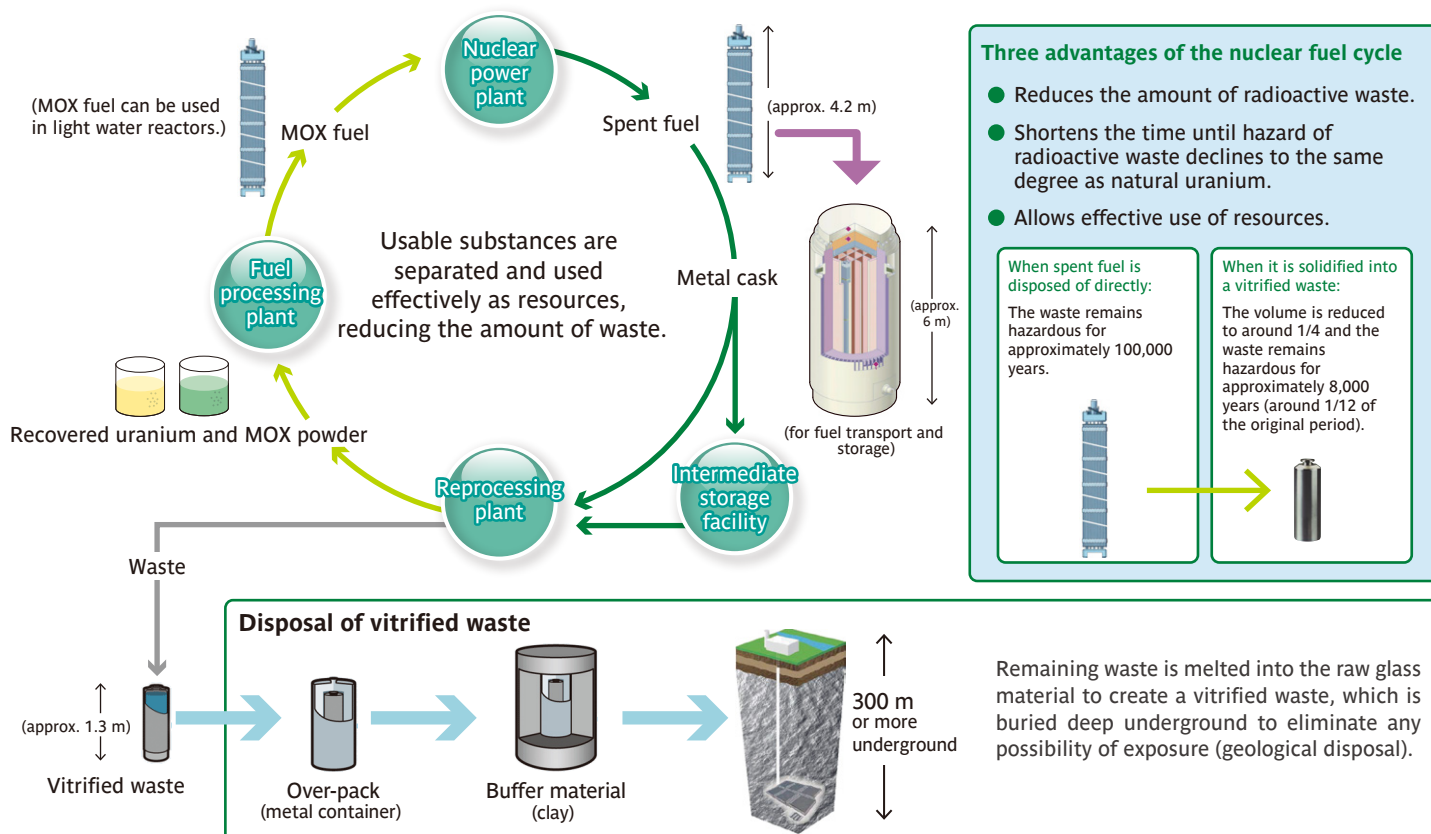 Nuclear
power
plant
(MOX fuel can be used
in light water reactors.)
MOX fuel
Spent fuel
(approx. 4.2 m)
Usable substances are
separated and used
effectively as resources,
reducing the amount of waste.
Fuel
processing
plant
Metal cask
(approx.
6 m)
(for fuel transport and
storage)
Recovered uranium and MOX powder
Reprocessing
plant
Intermediate
storage
facility
Waste
Three advantages of the nuclear fuel cycle
● Reduces the amount of radioactive waste.
● Shortens the time until hazard of
radioactive waste declines to the same
degree as natural uranium.
● Allows effective use of resources.
When spent fuel is
disposed of directly:
The waste remains
hazardous for
approximately 100,000
years.
When it is solidified into
a vitrified waste:
The volume is reduced
to around 1/4 and the
waste remains
hazardous for
approximately 8,000
years (around 1/12 of
the original period).
Disposal of vitrified waste
(approx. 1.3 m)
Vitrified waste
Over-pack
(metal container)
Buffer material
(clay)
300 m
or more
underground
Remaining waste is melted into the raw glass
material to create a vitrified waste, which is
buried deep underground to eliminate any
possibility of exposure (geological disposal).